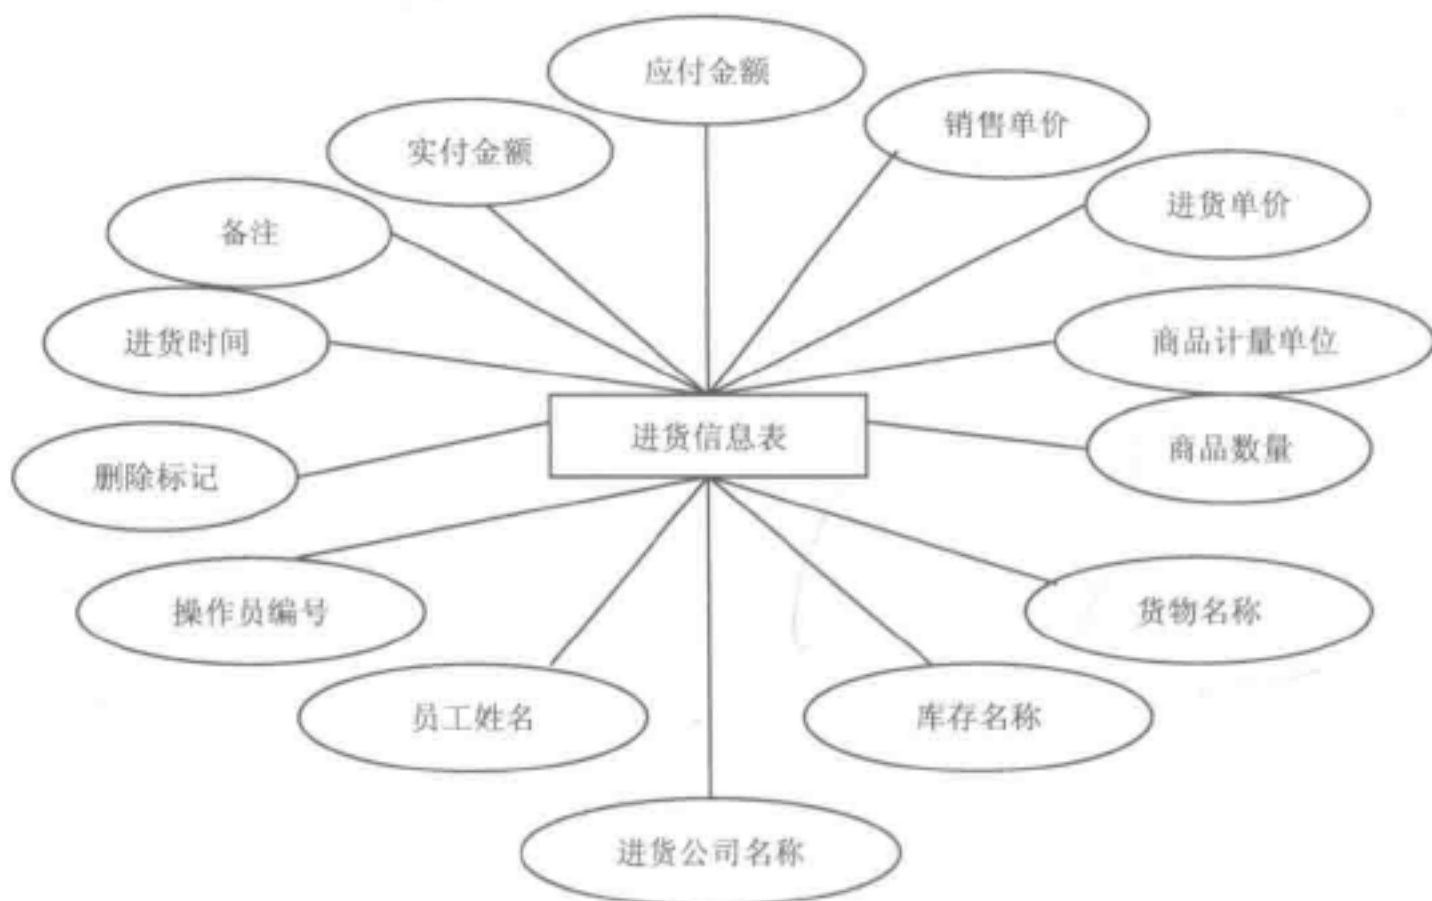 应付金额
销售单价
实付金额
进货单价
备注
进货时间
商品计量单位
进货信息表
商品数量
删除标记
操作员编号
货物名称
员工姓名
库存名称
进货公司名称